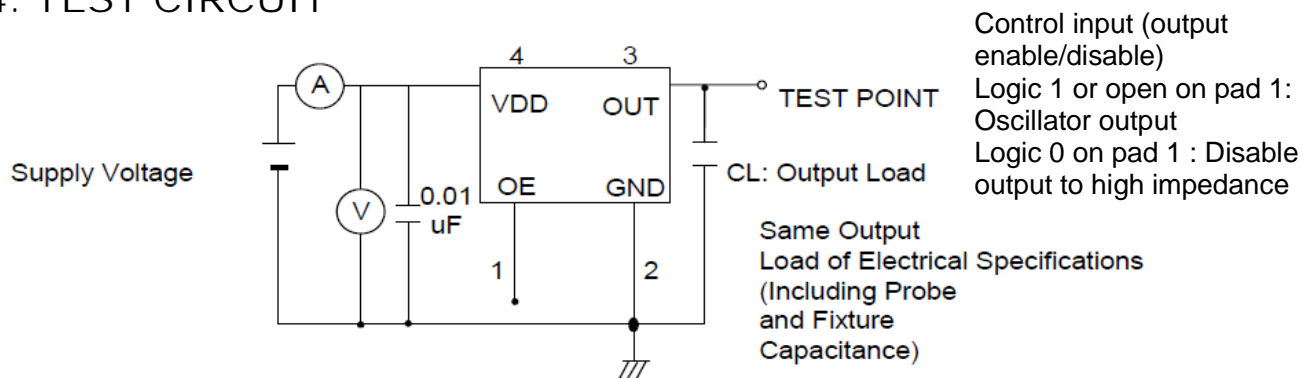 4. TEST CIRCUIT
Control input (output
enable/disable)
Logic 1 or open on pad 1:
Oscillator output
Logic 0 on pad 1 : Disable
output to high impedance
4
3
A
VDD
OUT
TEST POINT
Supply Voltage
V
0.01
uF
OE
GND
CL: Output Load
1
2
Same Output
Load of Electrical Specifications
(Including Probe
and Fixture
Capacitance)